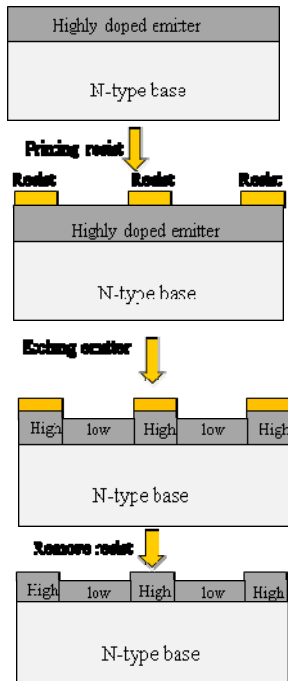 Highly doped emitter
N-type base
Printing resist
Resist Resist Resist
Highly doped emitter
N-type base
Etching emitter
High low High low High
N-type base
Remove resist
High low High low High
N-type base